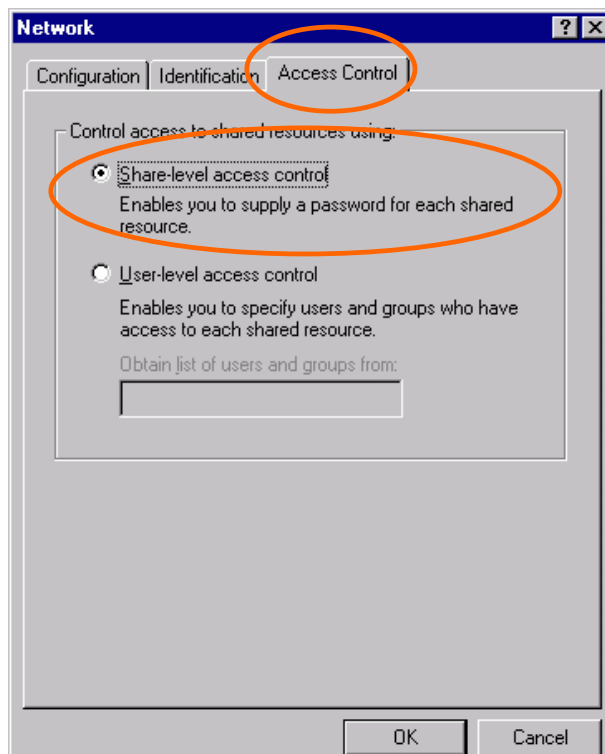 Network
Configuration Identification Access Control
Control access to shared resources using:
Share-level access control
Enables you to supply a password for each shared
resource.
User-level access control
Enables you to specify users and groups who have
access to each shared resource.
Obtain list of users and groups from:
OK Cancel